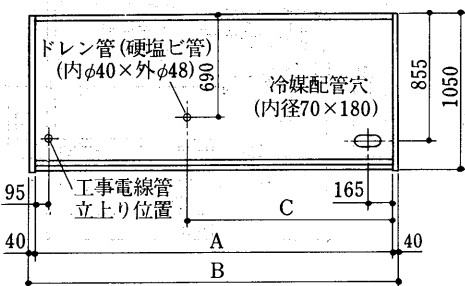 ドレン管(硬塩ビ管)
(内φ40×外φ48)
690
冷媒配管穴
(内径70×180)
855
1050
95
工事電線管
立上り位置
165
C
40
A
40
B